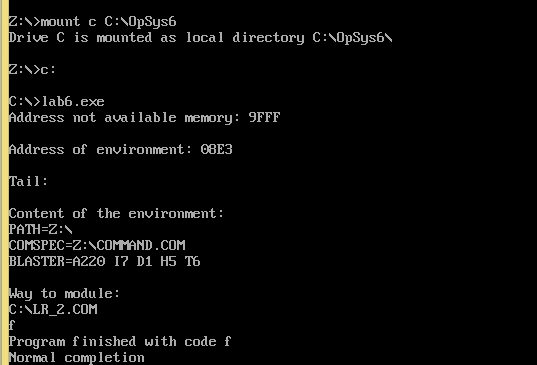 Z:\>mount c C:\OpSys6
Drive C is mounted as local directory C:\OpSys6\
Z:\>c:
C:\>lab6.exe
Address not available memory: 9FFF
Address of environment: 08E3
Tail:
Content of the environment:
PATH=Z:\
COMSPEC=Z:\COMMAND.COM
BLASTER=A220 I7 D1 H5 T6
Way to module:
C:\LR_2.COM
f
Program finished with code f
Normal completion